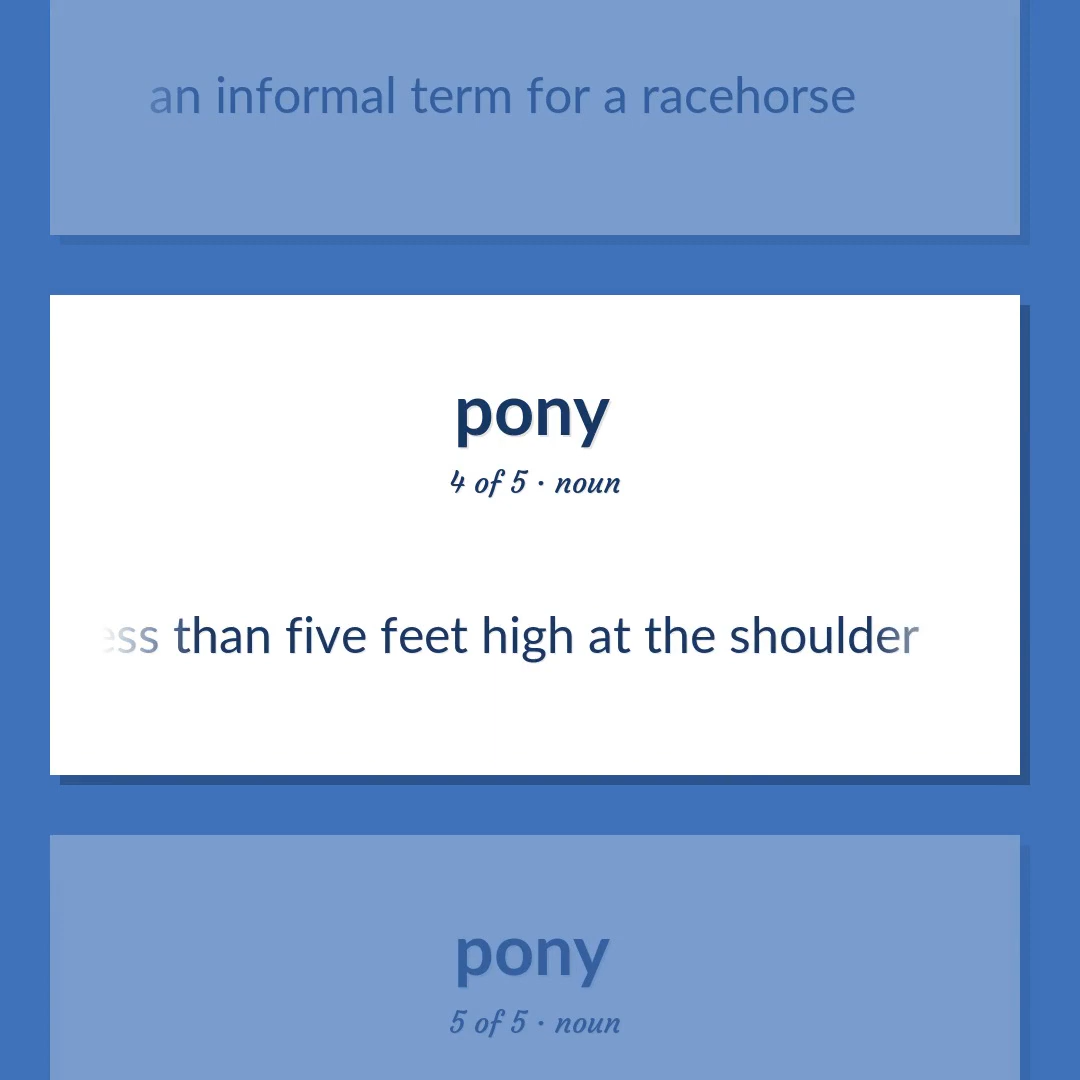 an informal term for a racehorse
pony
4 of 5 · noun
ess than five feet high at the shoulder
pony
5 of 5 · noun